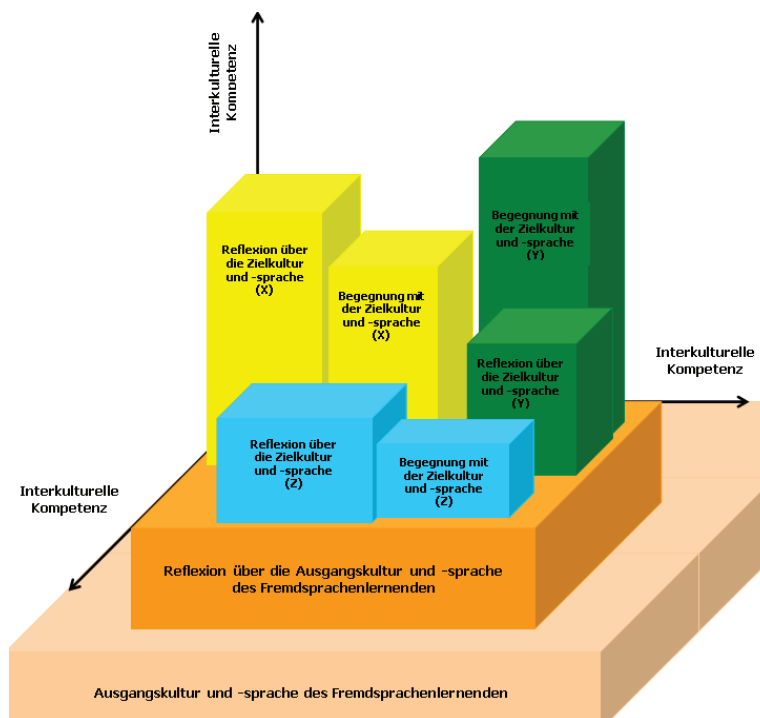 Interkulturelle
Kompetenz
Begegnung mit
der Zielkultur
und -sprache
(Y)
Reflexion über
die Zielkultur
und -sprache
(X)
Begegnung mit
der Zielkultur
und -sprache
(X)
Interkulturelle
Kompetenz
Reflexion über
die Zielkultur
und -sprache
(Y)
Reflexion über
die Zielkultur
und -sprache
(Z)
Begegnung mit
der Zielkultur
und -sprache
(Z)
Interkulturelle
Kompetenz
Reflexion über die Ausgangskultur und -sprache
des Fremdsprachenlernenden
Ausgangskultur und -sprache des Fremdsprachenlernenden